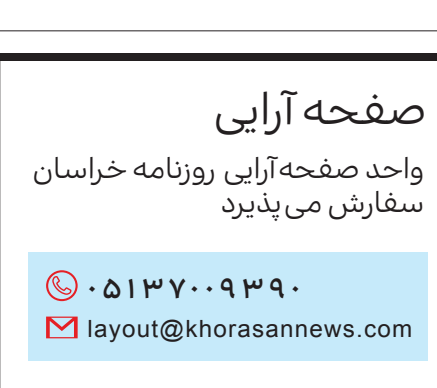 صفحه آرایی
واحد صفحه‌آرایی روزنامه خراسان
سفارش می‌پذیرد
۰۵۱۳۷۰۰۹۳۹۰
layout@khorasannews.com